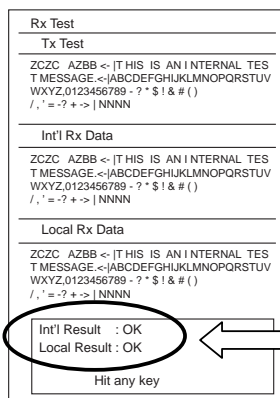 Rx Test
Tx Test
ZCZC AZBB <- |T HIS IS AN I NTERNAL TES
T MESSAGE.<-|ABCDEFGHIJKLMNOPQRSTUV
WXYZ,0123456789 - ? * $ ! & # ( )
/ , ' = -? + -> | NNNN
Int'l Rx Data
ZCZC AZBB <- |T HIS IS AN I NTERNAL TES
T MESSAGE.<-|ABCDEFGHIJKLMNOPQRSTUV
WXYZ,0123456789 - ? * $ ! & # ( )
/ , ' = -? + -> | NNNN
Local Rx Data
ZCZC AZBB <- |T HIS IS AN I NTERNAL TES
T MESSAGE.<-|ABCDEFGHIJKLMNOPQRSTUV
WXYZ,0123456789 - ? * $ ! & # ( )
/ , ' = -? + -> | NNNN
Int'l Result : OK
Local Result : OK
Hit any key